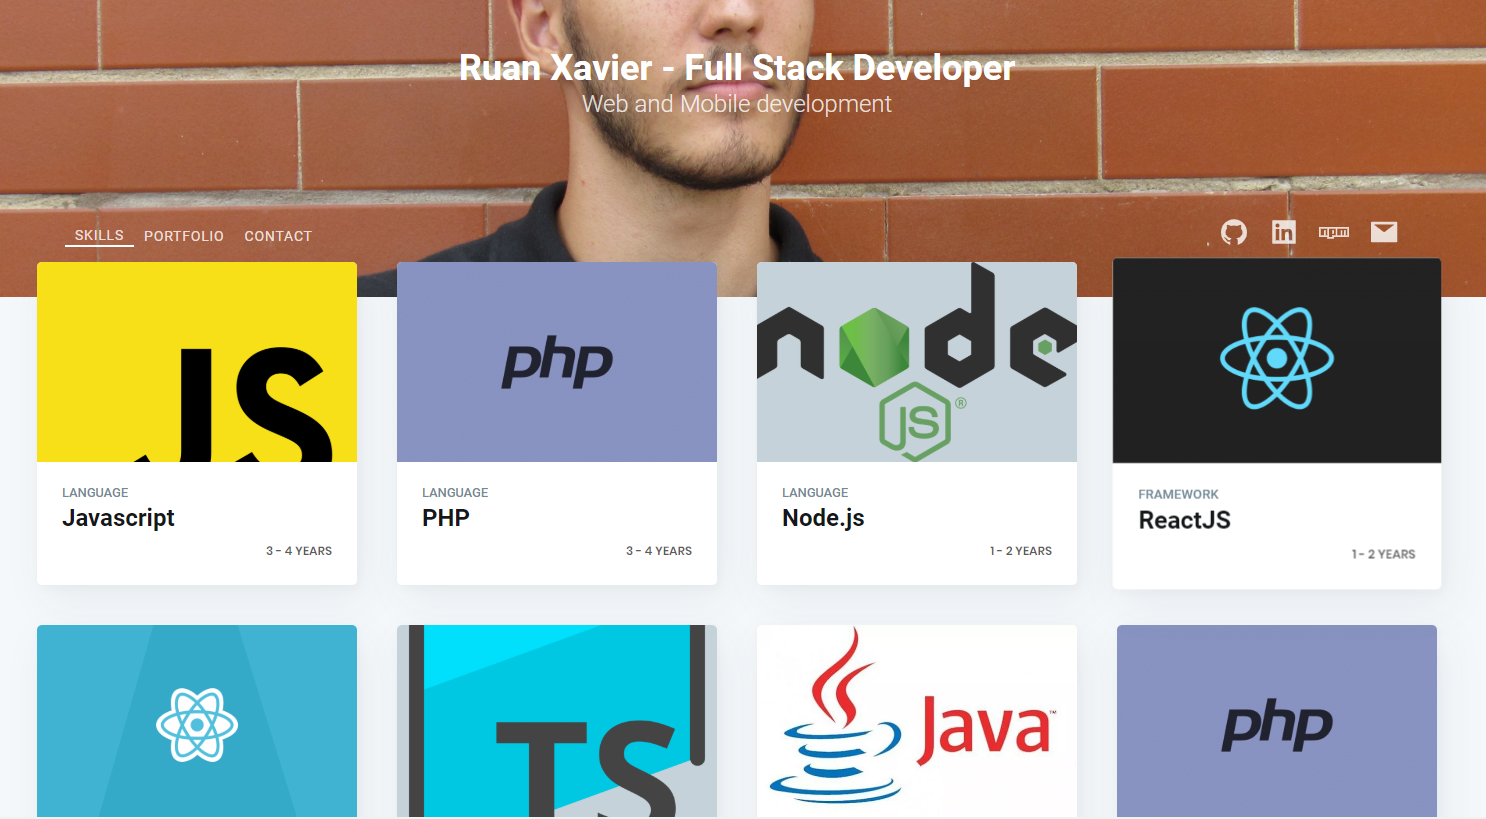 Ruan Xavier - Full Stack Developer
Web and Mobile development
SKILLS PORTFOLIO CONTACT
in npm
JS
php
node
JS®
LANGUAGE
Javascript
3 - 4 YEARS
LANGUAGE
PHP
3 - 4 YEARS
LANGUAGE
Node.js
1 - 2 YEARS
FRAMEWORK
ReactJS
1 - 2 YEARS
TS
Java™
php